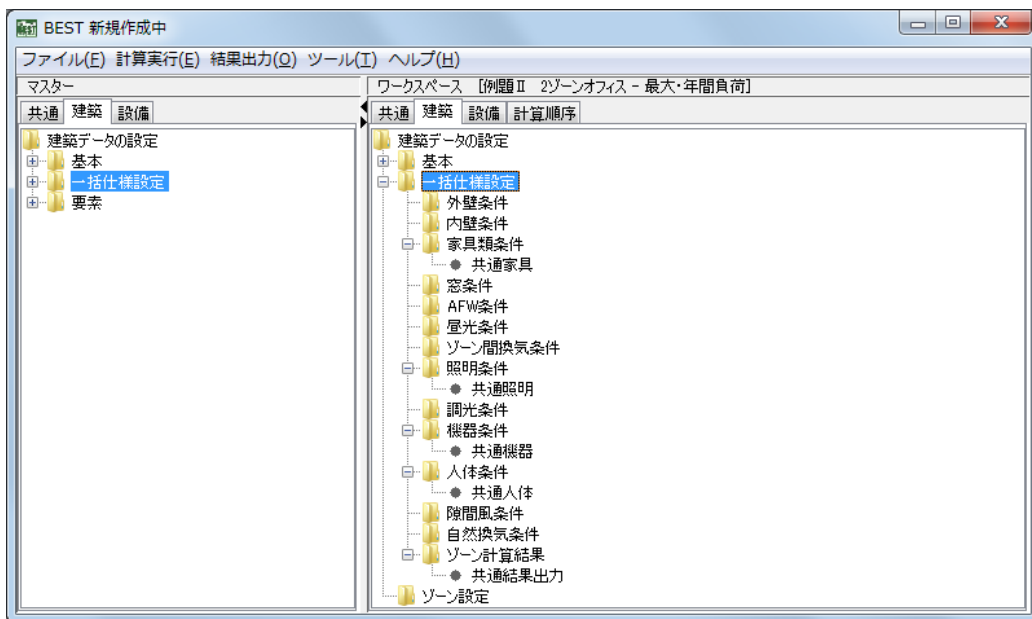 BEST 新規作成中
ファイル(F) 計算実行(E) 結果出力(O) ツール(T) ヘルプ(H)
マスター
共通 建築 設備
建築データの設定
基本
一括仕様設定
要素
ワークスペース [例題Ⅱ 2ゾーンオフィス - 最大・年間負荷]
共通 建築 設備 計算順序
建築データの設定
基本
一括仕様設定
外壁条件
内壁条件
家具類条件
共通家具
窓条件
AFW条件
昼光条件
ゾーン間換気条件
照明条件
共通照明
調光条件
機器条件
共通機器
人体条件
共通人体
隙間風条件
自然換気条件
ゾーン計算結果
共通結果出力
ゾーン設定